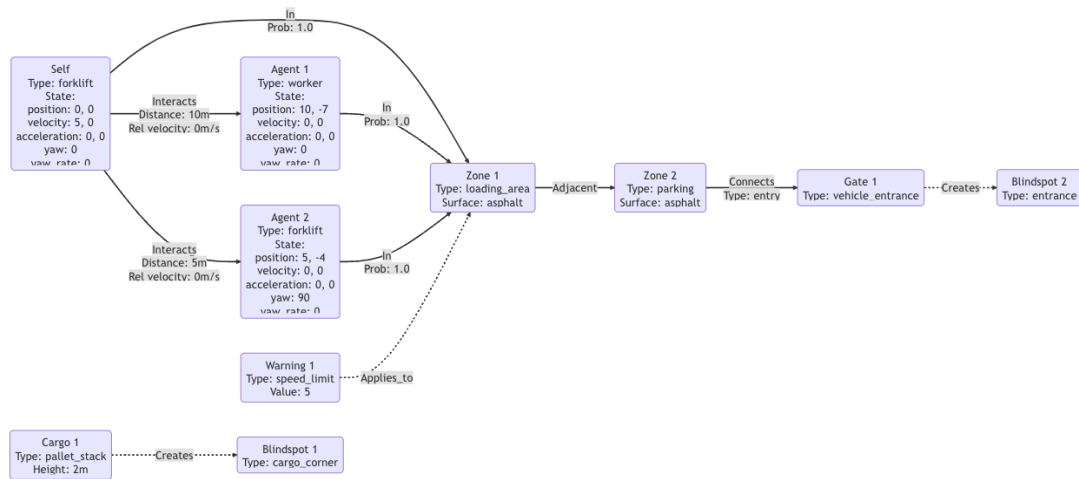 In
Prob: 1.0
Self
Type: forklift
State:
position: 0, 0
velocity: 5, 0
acceleration: 0, 0
yaw: 0
yaw_rate: 0
Interacts
Distance: 10m
Rel velocity: 0m/s
Agent 1
Type: worker
State:
position: 10, -7
velocity: 0, 0
acceleration: 0, 0
yaw: 0
yaw_rate: 0
In
Prob: 1.0
Interacts
Distance: 5m
Rel velocity: 0m/s
Agent 2
Type: forklift
State:
position: 5, -4
velocity: 0, 0
acceleration: 0, 0
yaw: 90
yaw_rate: 0
In
Prob: 1.0
Zone 1
Type: loading_area
Surface: asphalt
Adjacent
Zone 2
Type: parking
Surface: asphalt
Connects
Type: entry
Gate 1
Type: vehicle_entrance
Creates
Blindspot 2
Type: entrance
Warning 1
Type: speed_limit
Value: 5
Applies_to
Cargo 1
Type: pallet_stack
Height: 2m
Creates
Blindspot 1
Type: cargo_corner